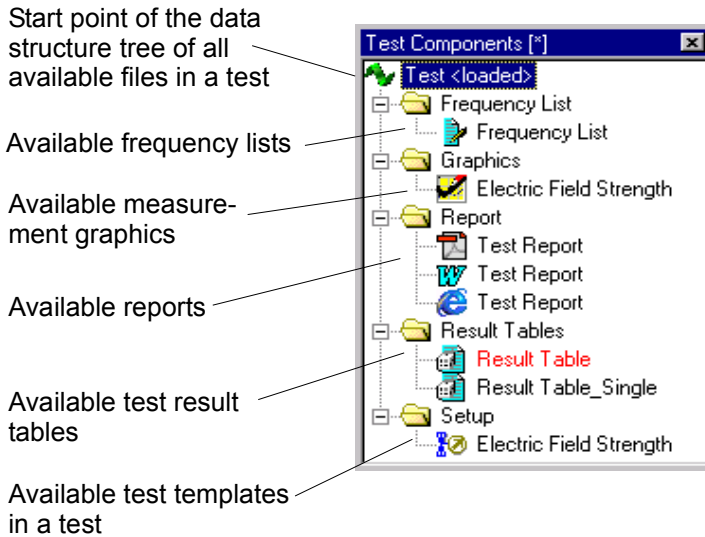 Start point of the data
structure tree of all
available files in a test
Available frequency lists
Available measure-
ment graphics
Available reports
Available test result
tables
Available test templates
in a test
Test Components [*]
Test <loaded>
Frequency List
Frequency List
Graphics
Electric Field Strength
Report
Test Report
Test Report
Test Report
Result Tables
Result Table
Result Table_Single
Setup
Electric Field Strength